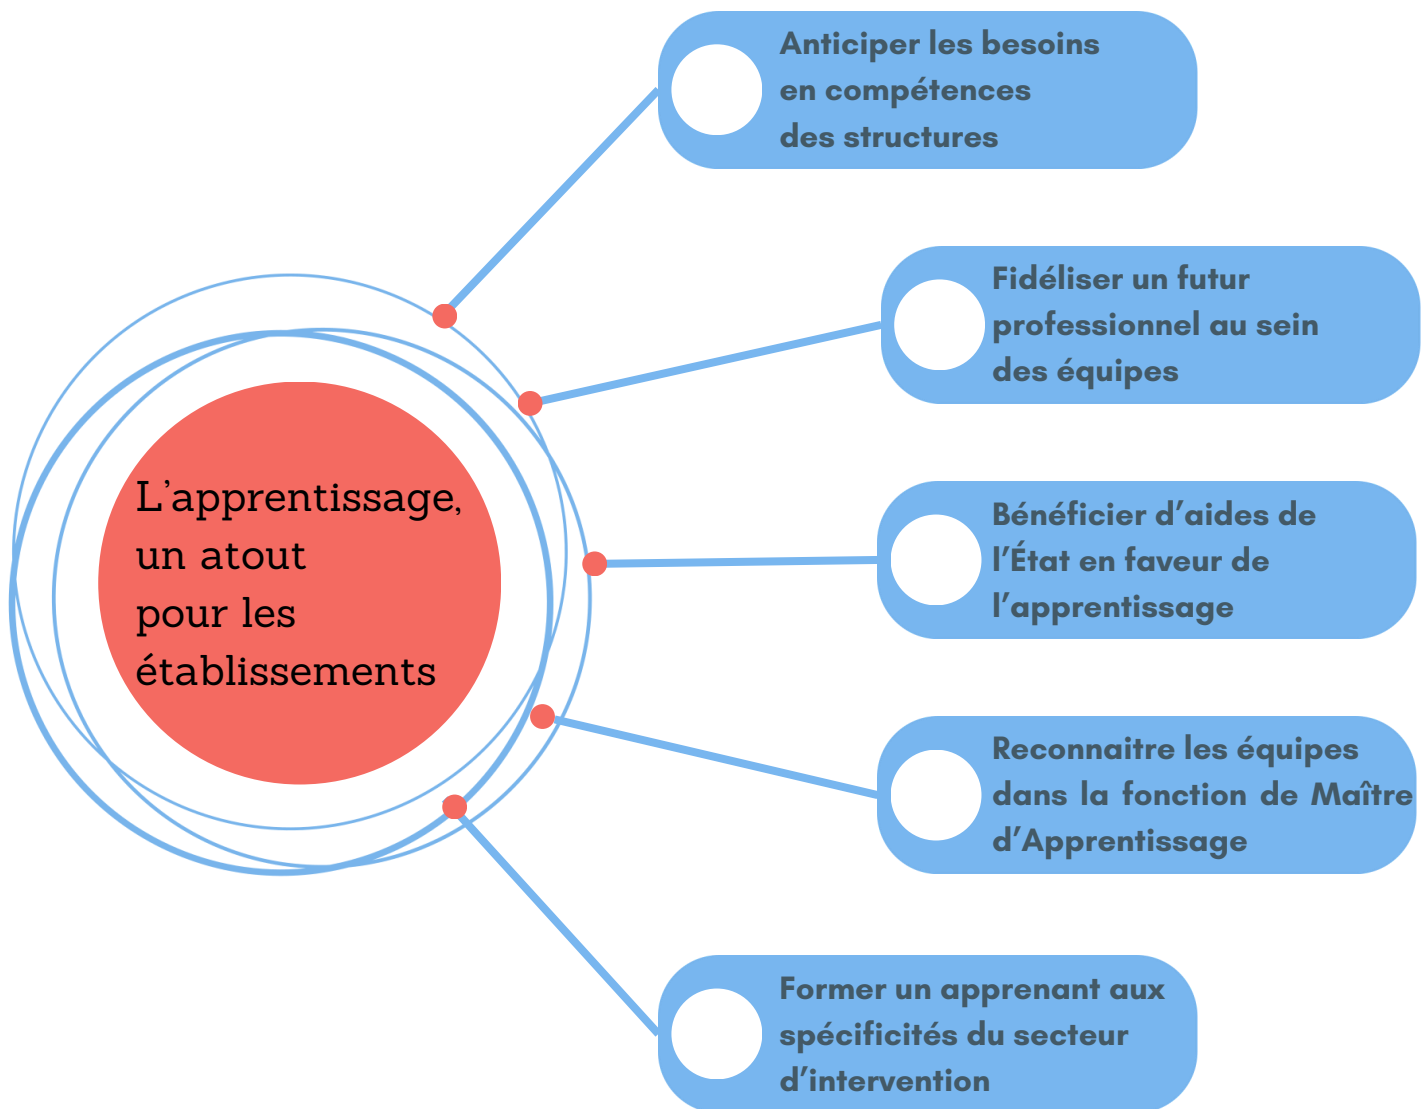 L'apprentissage,
un atout
pour les
établissements
Anticiper les besoins
en compétences
des structures
Fidéliser un futur
professionnel au sein
des équipes
Bénéficier d'aides de
l'État en faveur de
l'apprentissage
Reconnaitre les équipes
dans la fonction de Maître
d'Apprentissage
Former un apprenant aux
spécificités du secteur
d'intervention